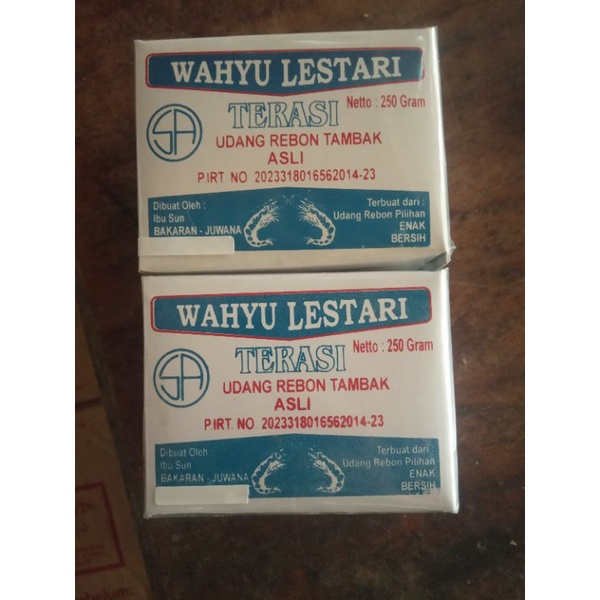 WAHYU LESTARI
Netto : 250 Gram
SA
TERASI
UDANG REBON TAMBAK
ASLI
PIRT NO 2023318016562014-23
Dibuat Oleh :
Ibu Sun
BAKARAN - JUWANA
Terbuat dari :
Udang Rebon Pilihan
ENAK
BERSIH
WAHYU LESTARI
Netto : 250 Gram
SA
TERASI
UDANG REBON TAMBAK
ASLI
PIRT. NO. 2023318016562014-23
Dibuat Oleh :
Ibu Sun
BAKARAN - JUWANA
Terbuat dari :
Udang Rebon Pilihan
ENAK
BERSIH